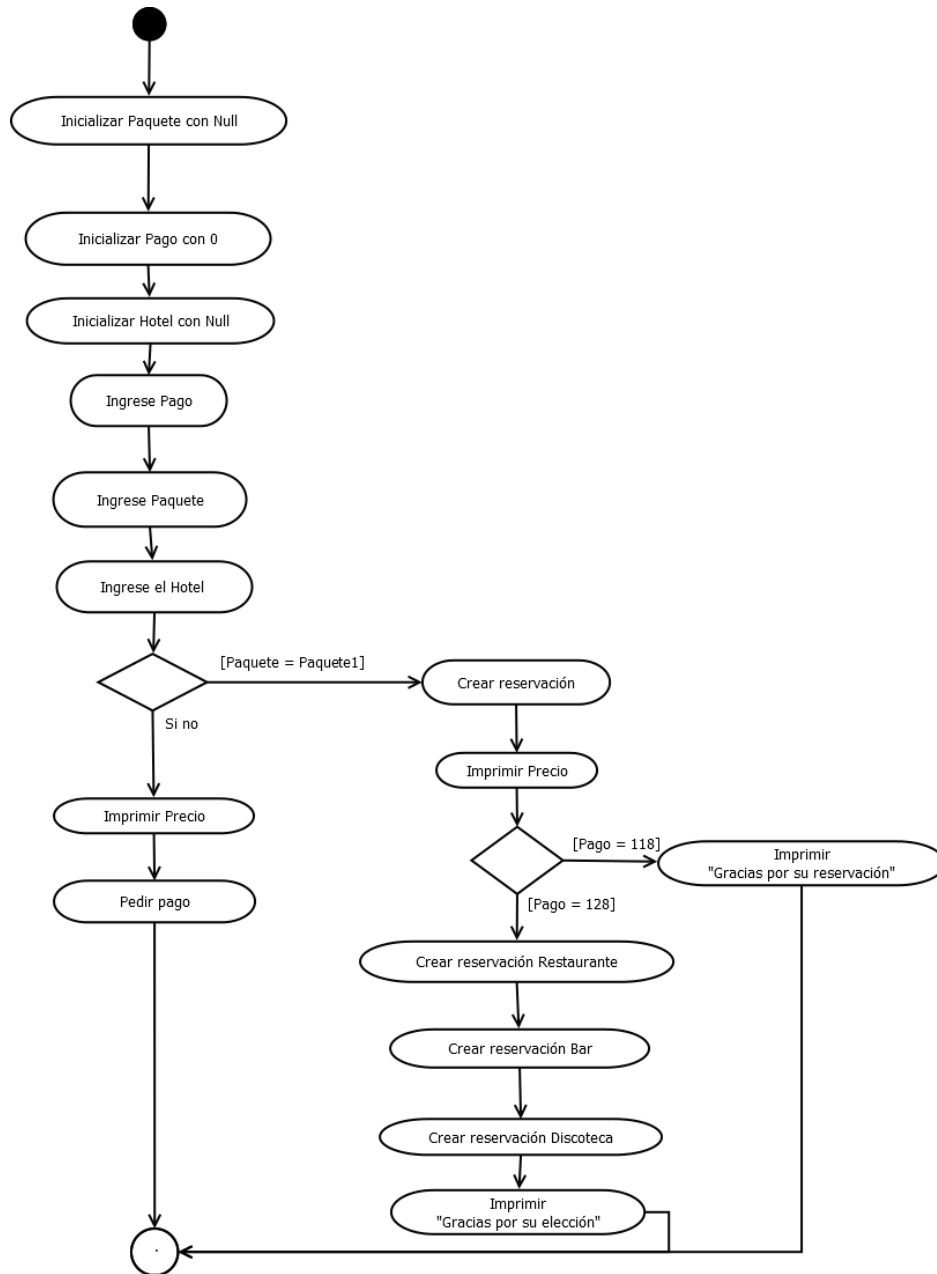 Inicializar Paquete con Null
Inicializar Pago con 0
Inicializar Hotel con Null
Ingrese Pago
Ingrese Paquete
Ingrese el Hotel
[Paquete = Paquete1]
Crear reservación
Si no
Imprimir Precio
Imprimir Precio
[Pago = 118]
Imprimir
"Gracias por su reservación"
Pedir pago
[Pago = 128]
Crear reservación Restaurante
Crear reservación Bar
Crear reservación Discoteca
Imprimir
"Gracias por su elección"